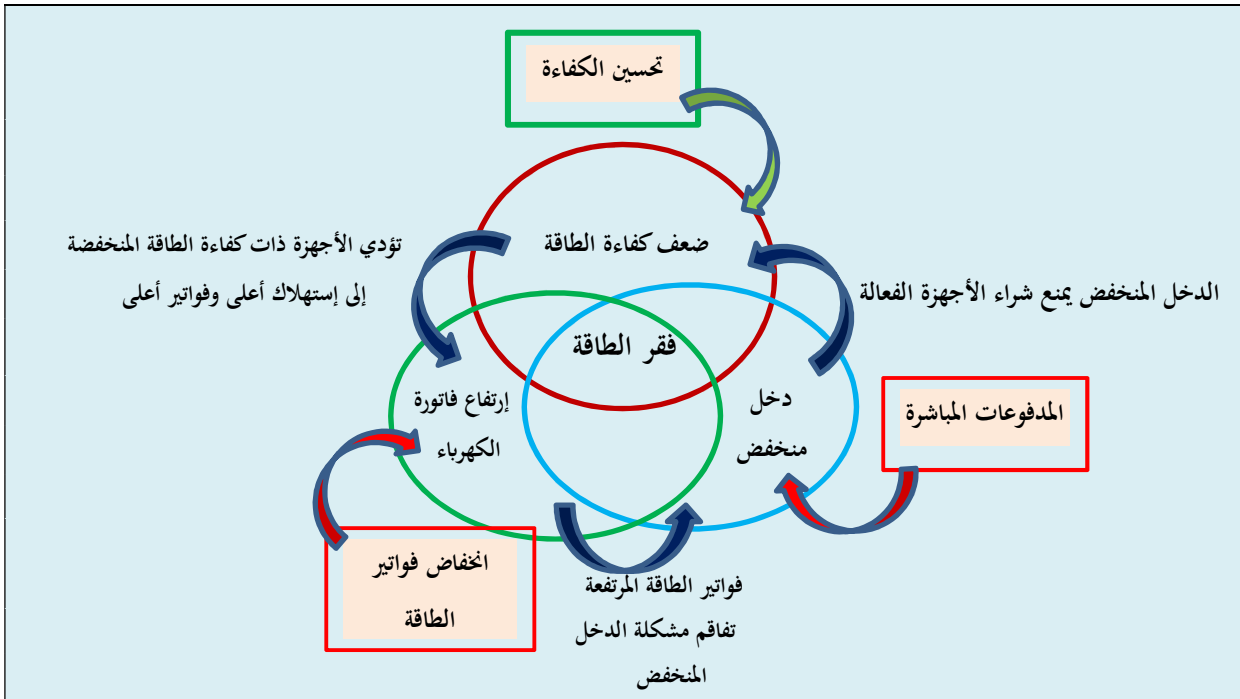 تحسين الكفاءة
ضعف كفاءة الطاقة
تؤدي الأجهزة ذات كفاءة الطاقة المنخفضة
إلى إستهلاك أعلى وفواتير أعلى
الدخل المنخفض يمنع شراء الأجهزة الفعالة
فقر الطاقة
دخل
منخفض
إرتفاع فاتورة
الكهرباء
المدفوعات المباشرة
انخفاض فواتير
الطاقة
فواتير الطاقة المرتفعة
تفاقم مشكلة الدخل
المنخفض